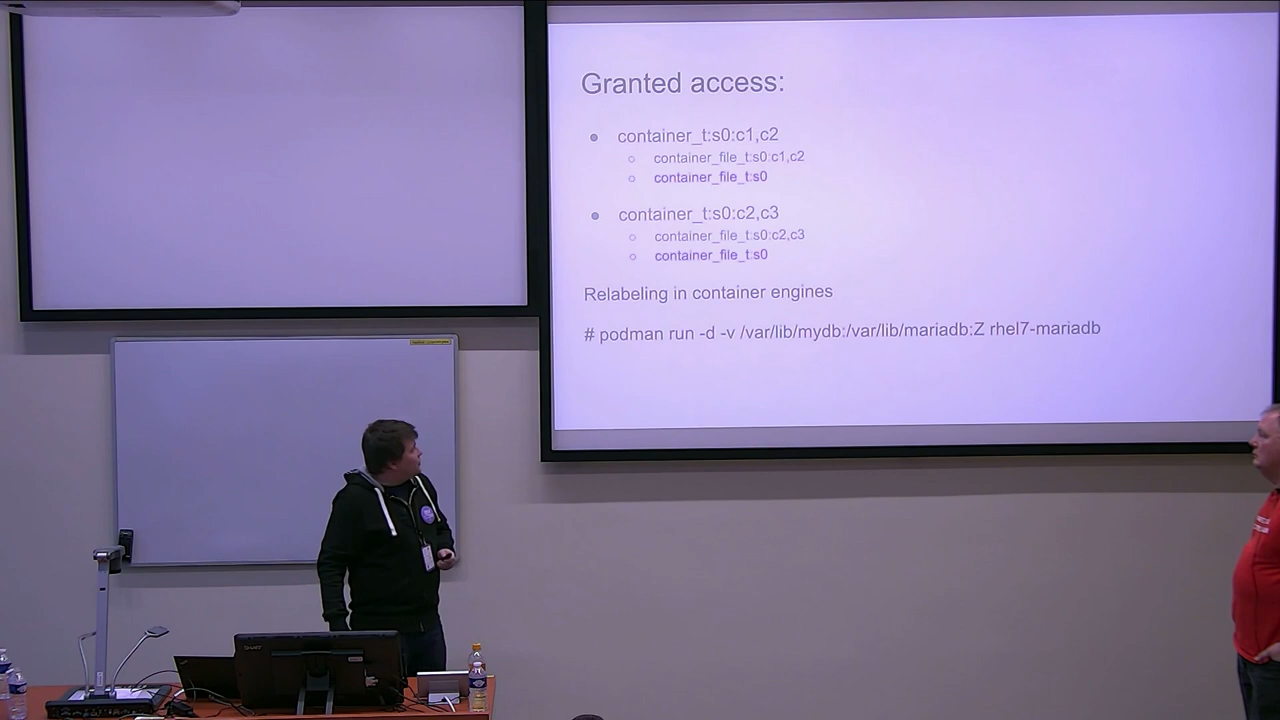 Granted access:
container_t:s0:c1,c2
container_file_t:s0:c1,c2
container_file_t:s0
container_t:s0:c2,c3
container_file_t:s0:c2,c3
container_file_t:s0
Relabeling in container engines
# podman run -d -v /var/lib/mydb:/var/lib/mariadb:Z rhel7-mariadb